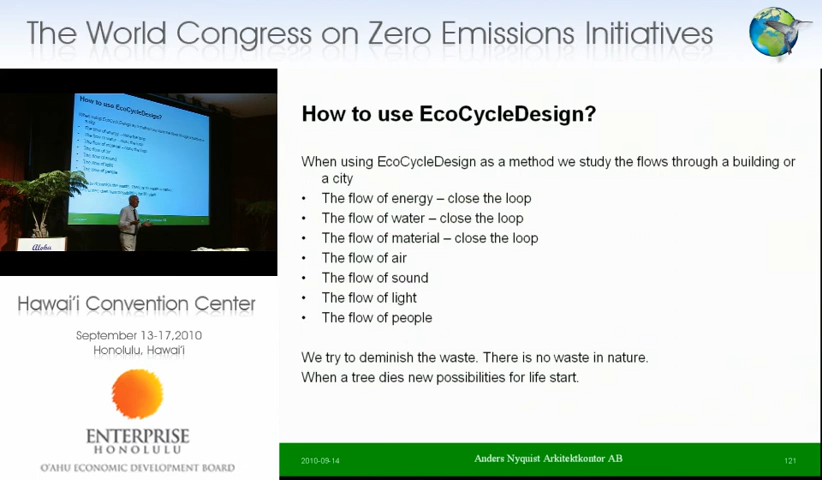 The World Congress on Zero Emissions Initiatives
How to use EcoCycleDesign?
When using EcoCycleDesign as a method we study the flows through a building or
a city
• The flow of energy – close the loop
• The flow of water – close the loop
• The flow of material – close the loop
• The flow of air
• The flow of sound
• The flow of light
• The flow of people
We try to deminish the waste. There is no waste in nature.
When a tree dies new possibilities for life start.
2010-09-14
Anders Nyquist Arkitektkontor AB
121
How to use EcoCycleDesign?
Aloha
Hawai'i Convention Center
September 13-17,2010
Honolulu, Hawai'i
ENTERPRISE
HONOLULU
O'AHU ECONOMIC DEVELOPMENT BOARD